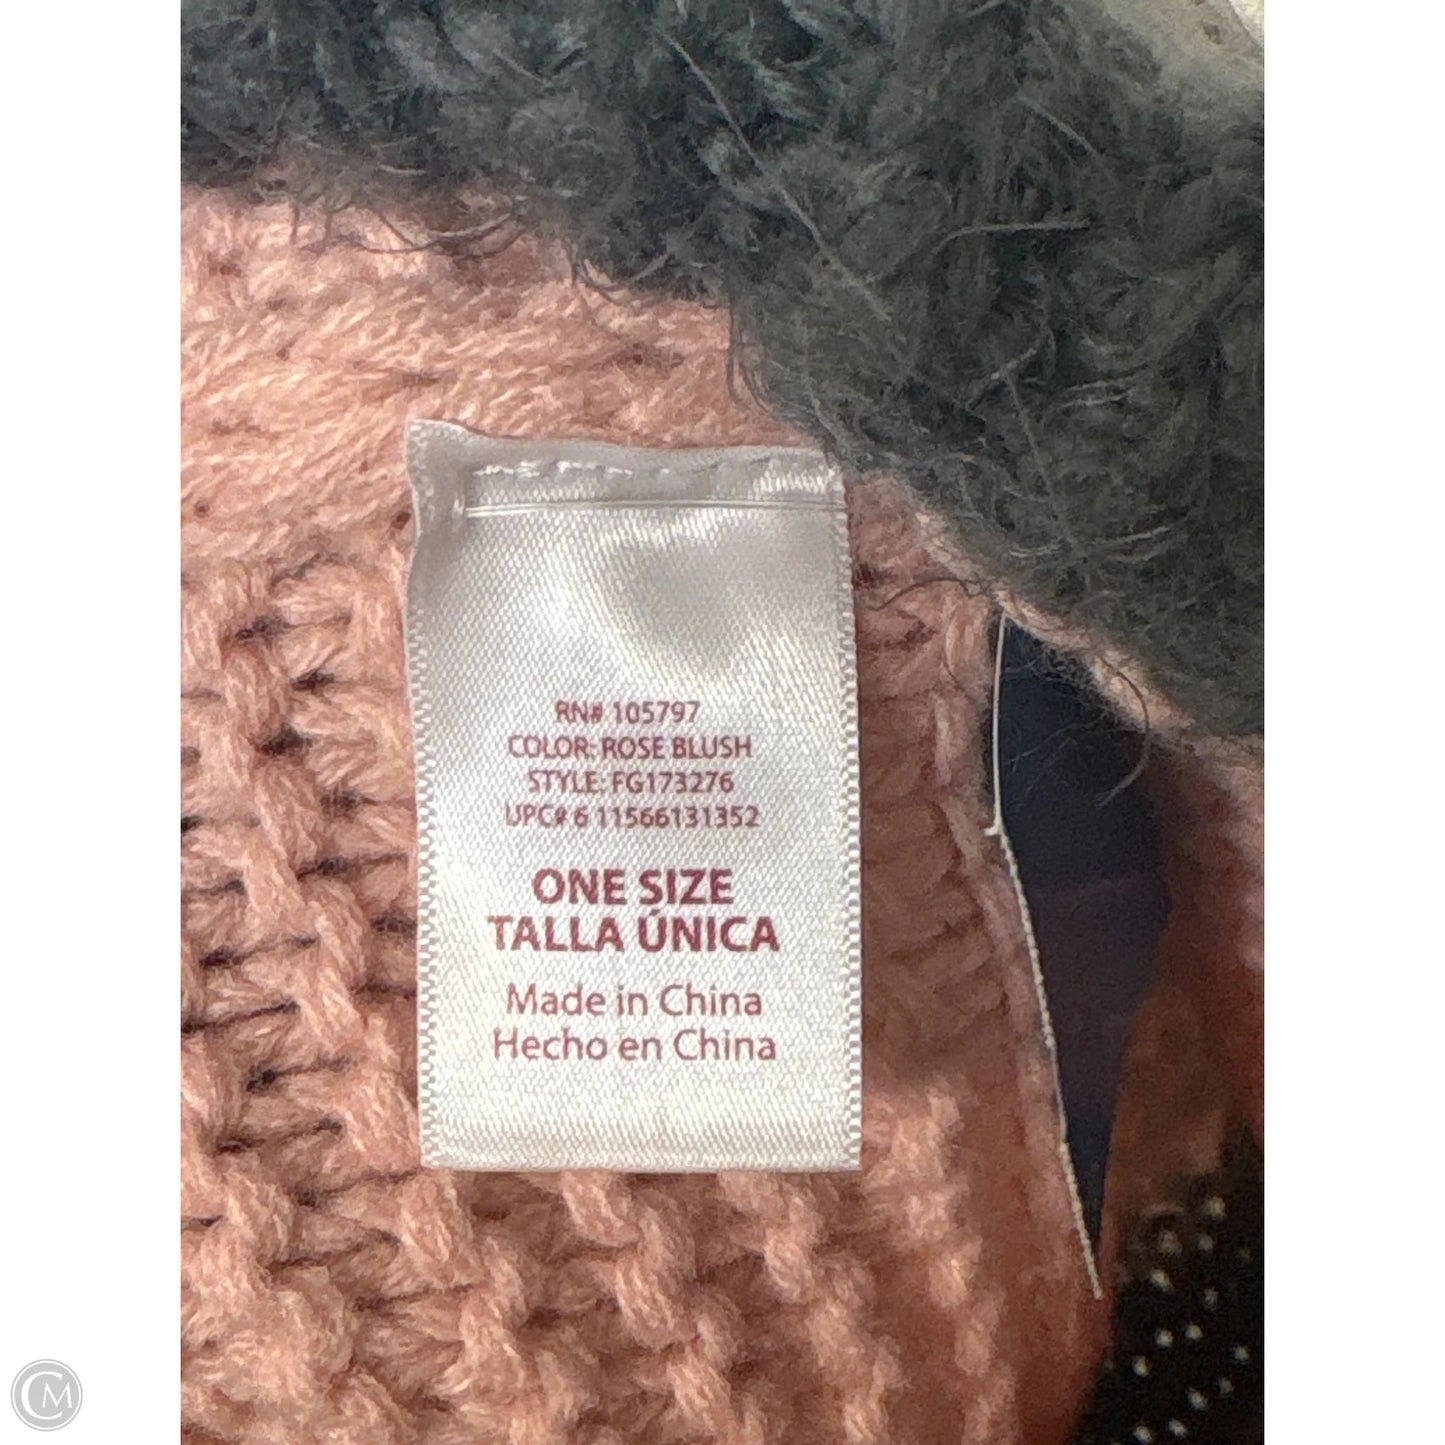 RN# 105797
COLOR: ROSE BLUSH
STYLE: FG173276
UPC# 6 11566131352
ONE SIZE
TALLA ÚNICA
Made in China
Hecho en China
CM